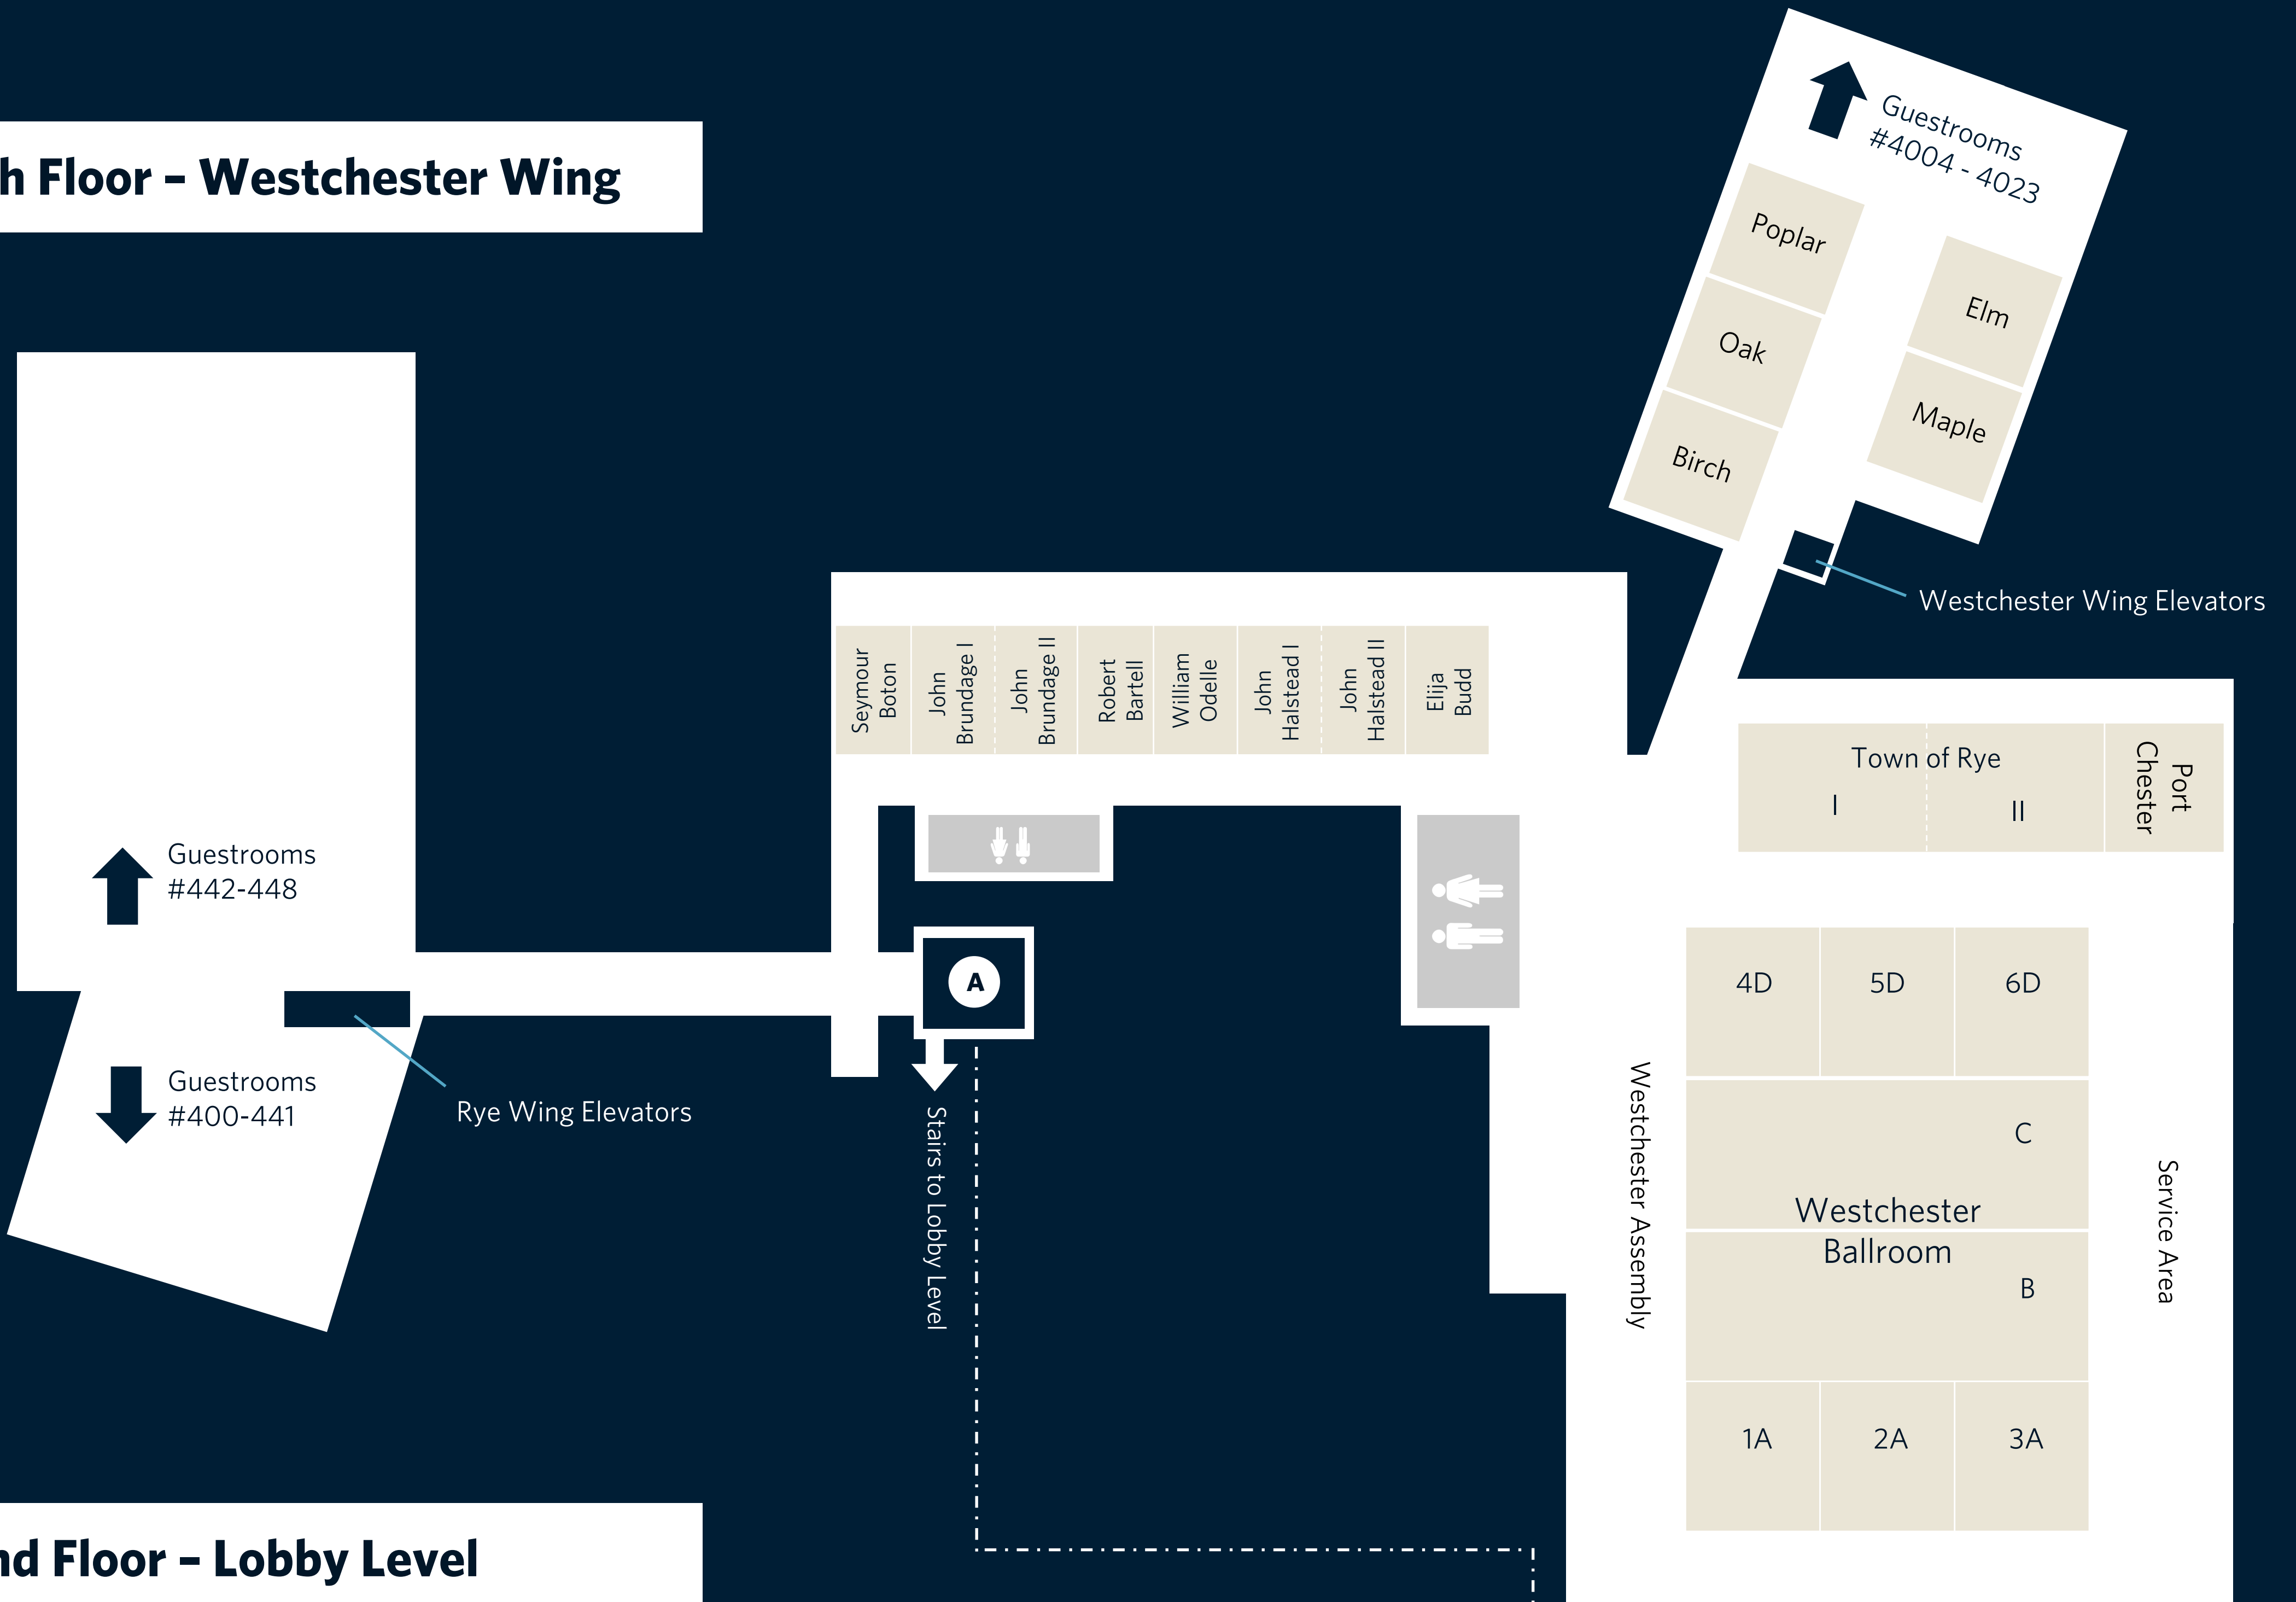 h Floor – Westchester Wing
Guestrooms
#4004 - 4023
Poplar
Elm
Oak
Maple
Birch
Westchester Wing Elevators
Seymour
Boton
John
Brundage I
John
Brundage II
Robert
Bartell
William
Odelle
John
Halstead I
John
Halstead II
Elija
Budd
Town of Rye
I
II
Port
Chester
Guestrooms
#442-448
A
4D
5D
6D
Guestrooms
#400-441
Rye Wing Elevators
Stairs to Lobby Level
Westchester Assembly
C
Westchester
Ballroom
B
Service Area
1A
2A
3A
nd Floor – Lobby Level